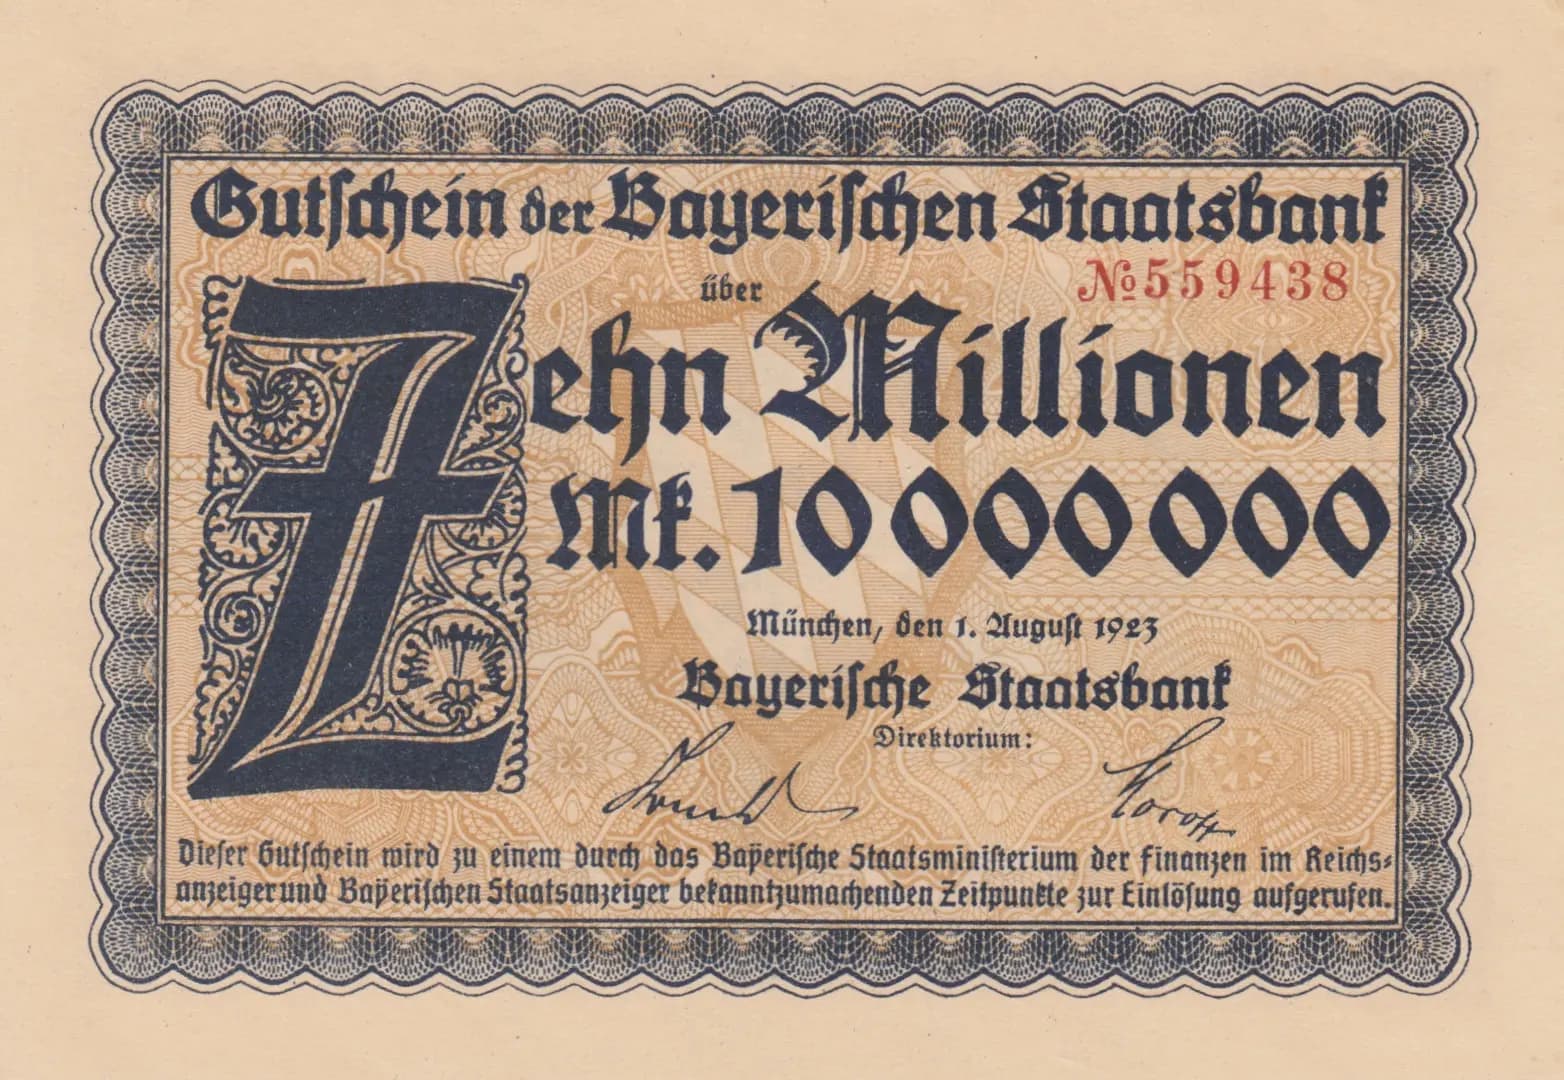 Gutschein der Bayerischen Staatsbank
№559438
über
Zehn Millionen
Mk. 10 000 000
München, den 1. August 1923
Bayerische Staatsbank
Direktorium:
Dieser Gutschein wird zu einem durch das Bayerische Staatsministerium der Finanzen im Reichs=
anzeiger und Bayerischen Staatsanzeiger bekanntzumachenden Zeitpunkte zur Einlösung aufgerufen.